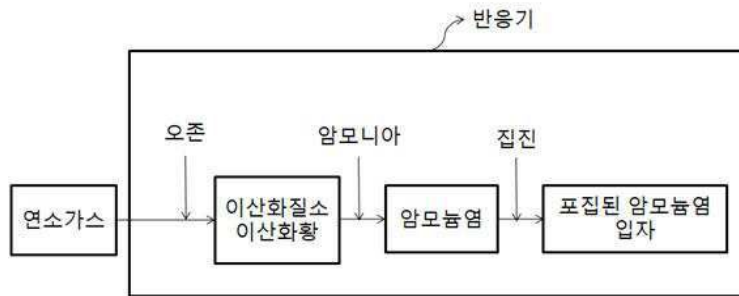 반응기
오존
암모니아
집진
연소가스
이산화질소
이산화황
암모늄염
포집된 암모늄염
입자